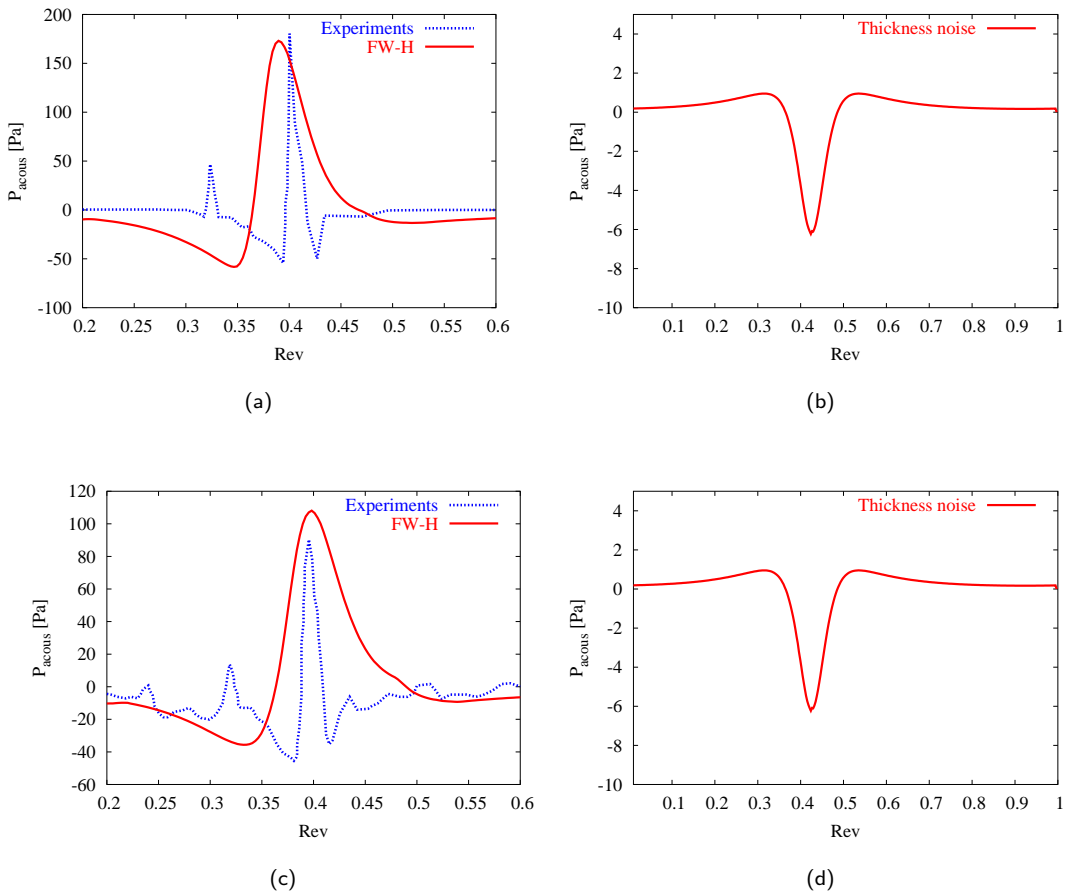 Experiments
FW-H
200
150
100
50
0
-50
-100
P_acous [Pa]
0.2 0.25 0.3 0.35 0.4 0.45 0.5 0.55 0.6
Rev
(a)
Thickness noise
4
2
0
-2
-4
-6
-8
-10
P_acous [Pa]
0.1 0.2 0.3 0.4 0.5 0.6 0.7 0.8 0.9 1
Rev
(b)
Experiments
FW-H
120
100
80
60
40
20
0
-20
-40
-60
P_acous [Pa]
0.2 0.25 0.3 0.35 0.4 0.45 0.5 0.55 0.6
Rev
(c)
Thickness noise
4
2
0
-2
-4
-6
-8
-10
P_acous [Pa]
0.1 0.2 0.3 0.4 0.5 0.6 0.7 0.8 0.9 1
Rev
(d)